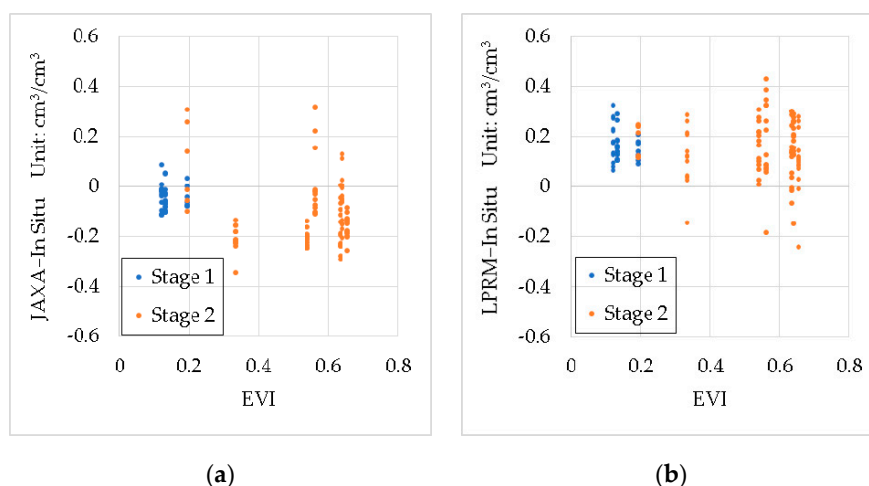 JAXA–In Situ Unit: cm³/cm³
0.6
0.4
0.2
0
-0.2
-0.4
-0.6
Stage 1
Stage 2
0 0.2 0.4 0.6 0.8
EVI
(a)
LPRM–In Situ Unit: cm³/cm³
0.6
0.4
0.2
0
-0.2
-0.4
-0.6
Stage 1
Stage 2
0 0.2 0.4 0.6 0.8
EVI
(b)